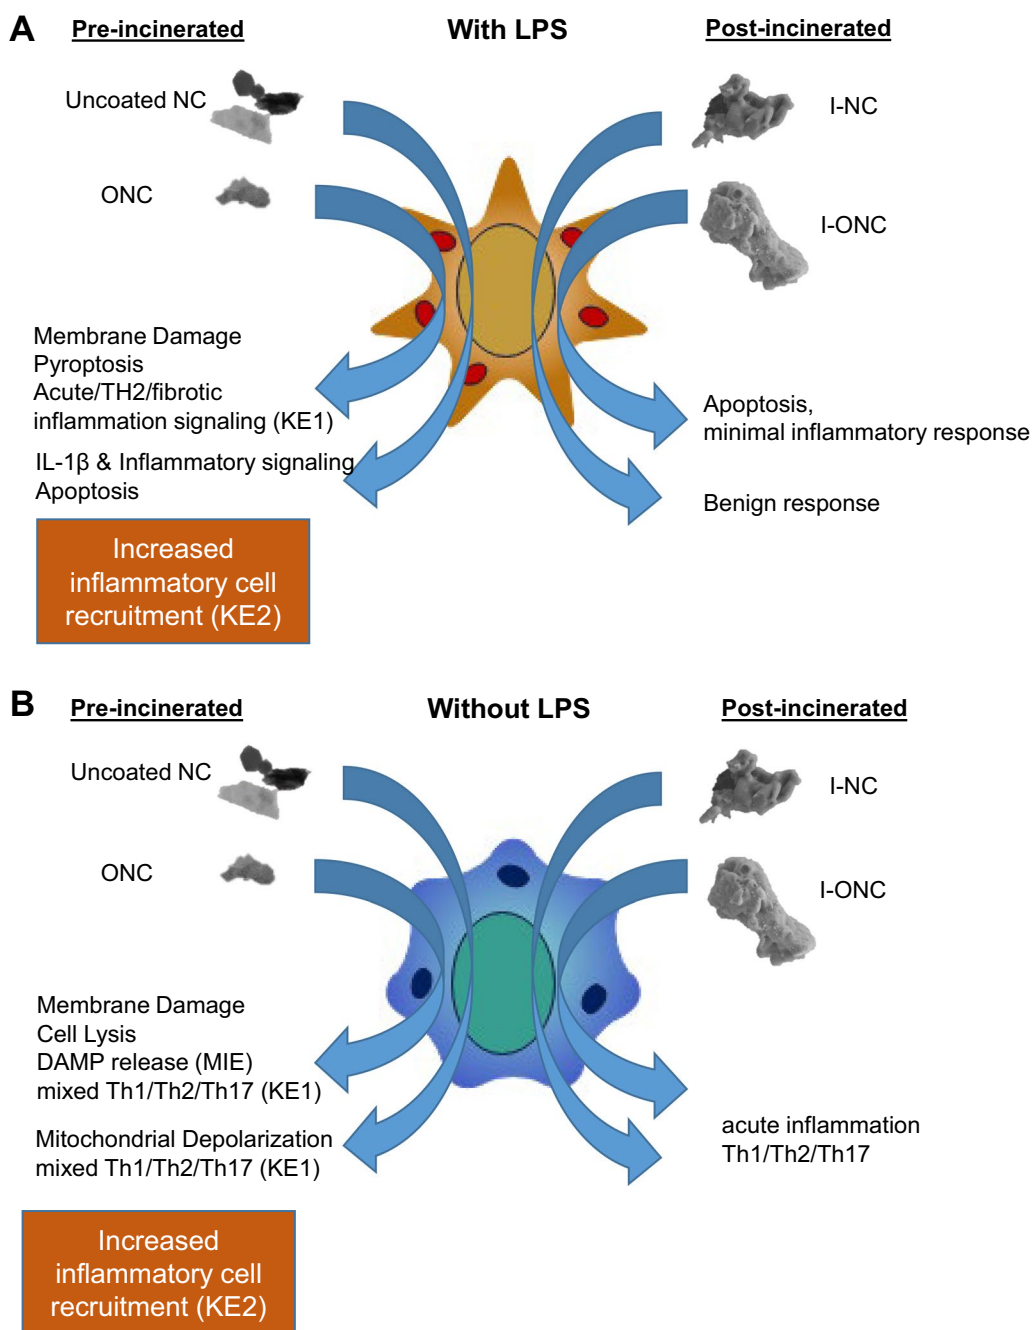 A
Pre-incinerated
With LPS
Post-incinerated
Uncoated NC
I-NC
ONC
I-ONC
Membrane Damage
Pyroptosis
Acute/TH2/fibrotic
inflammation signaling (KE1)
IL-1β & Inflammatory signaling
Apoptosis
Apoptosis,
minimal inflammatory response
Benign response
Increased
inflammatory cell
recruitment (KE2)
B
Pre-incinerated
Without LPS
Post-incinerated
Uncoated NC
I-NC
ONC
I-ONC
Membrane Damage
Cell Lysis
DAMP release (MIE)
mixed Th1/Th2/Th17 (KE1)
Mitochondrial Depolarization
mixed Th1/Th2/Th17 (KE1)
acute inflammation
Th1/Th2/Th17
Increased
inflammatory cell
recruitment (KE2)